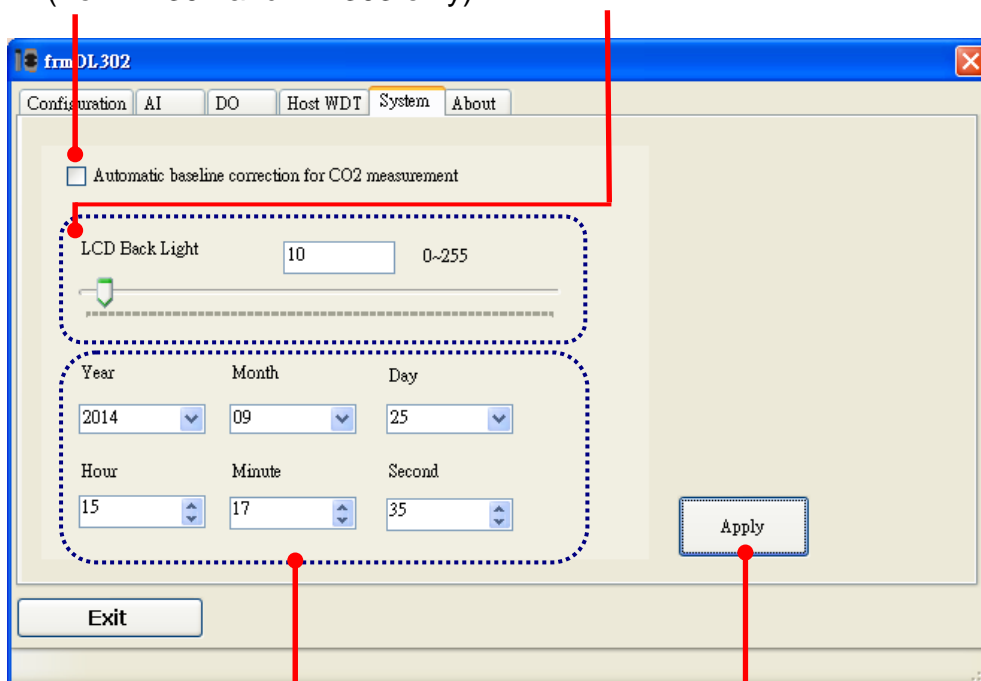 frmDL302
Configuration AI DO Host WDT System About
Automatic baseline correction for CO2 measurement
LCD Back Light 10 0~255
Year Month Day
2014 09 25
Hour Minute Second
15 17 35
Apply
Exit